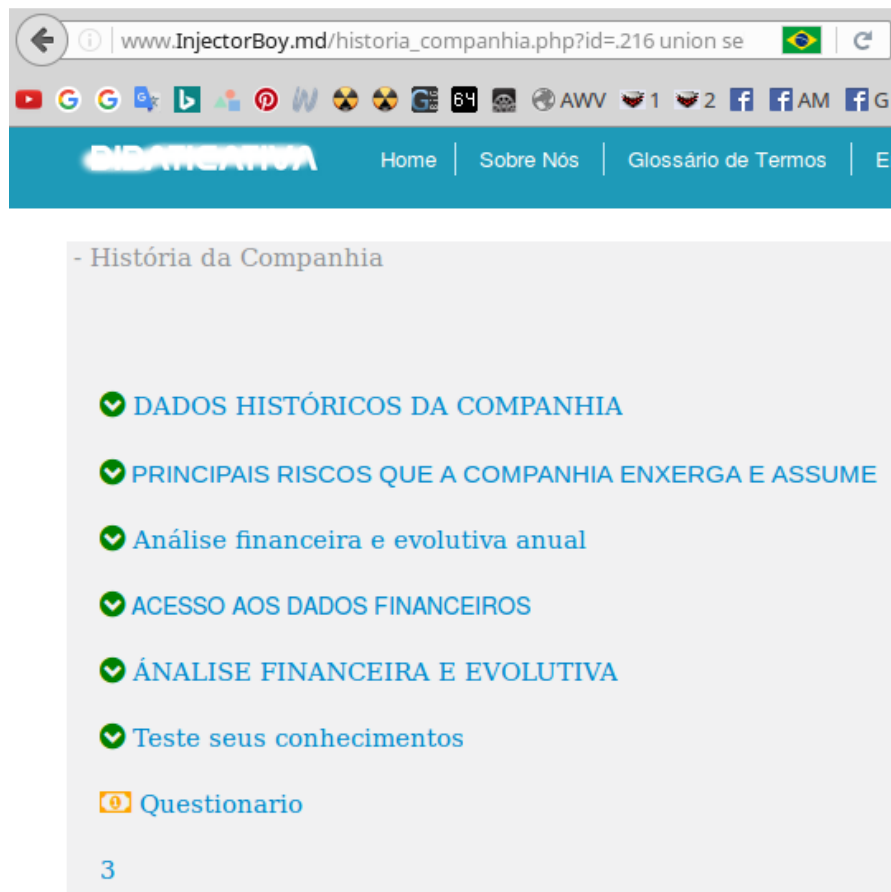 www.InjectorBoy.md/historia_companhia.php?id=.216 union se
64 AWV 1 2 AM G
DIDATICATIVA Home Sobre Nós Glossário de Termos E
- História da Companhia
DADOS HISTÓRICOS DA COMPANHIA
PRINCIPAIS RISCOS QUE A COMPANHIA ENXERGA E ASSUME
Análise financeira e evolutiva anual
ACESSO AOS DADOS FINANCEIROS
ÁNALISE FINANCEIRA E EVOLUTIVA
Teste seus conhecimentos
Questionario
3